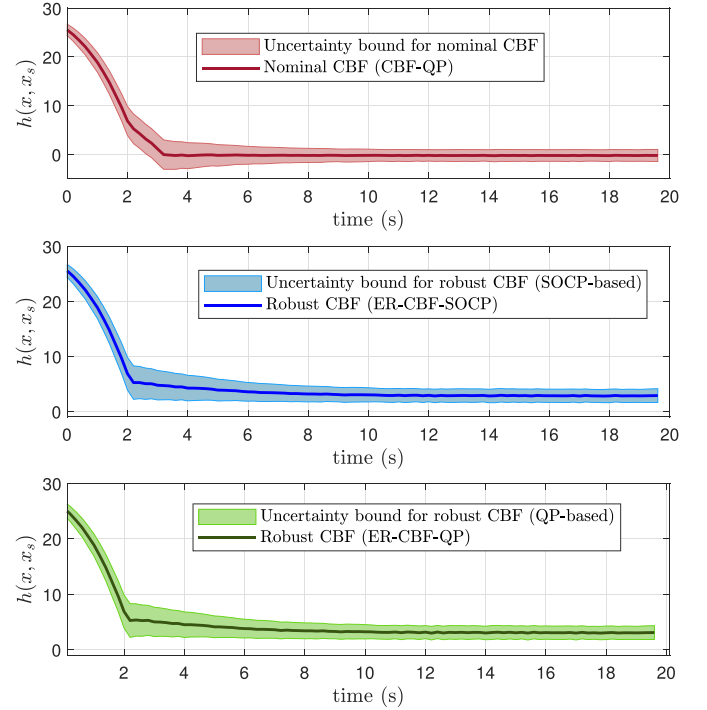 30
20
10
0
h(x, x_s)
Uncertainty bound for nominal CBF
Nominal CBF (CBF-QP)
0 2 4 6 8 10 12 14 16 18 20
time (s)
30
20
10
0
h(x, x_s)
Uncertainty bound for robust CBF (SOCP-based)
Robust CBF (ER-CBF-SOCP)
0 2 4 6 8 10 12 14 16 18 20
time (s)
30
20
10
0
h(x, x_s)
Uncertainty bound for robust CBF (QP-based)
Robust CBF (ER-CBF-QP)
2 4 6 8 10 12 14 16 18 20
time (s)